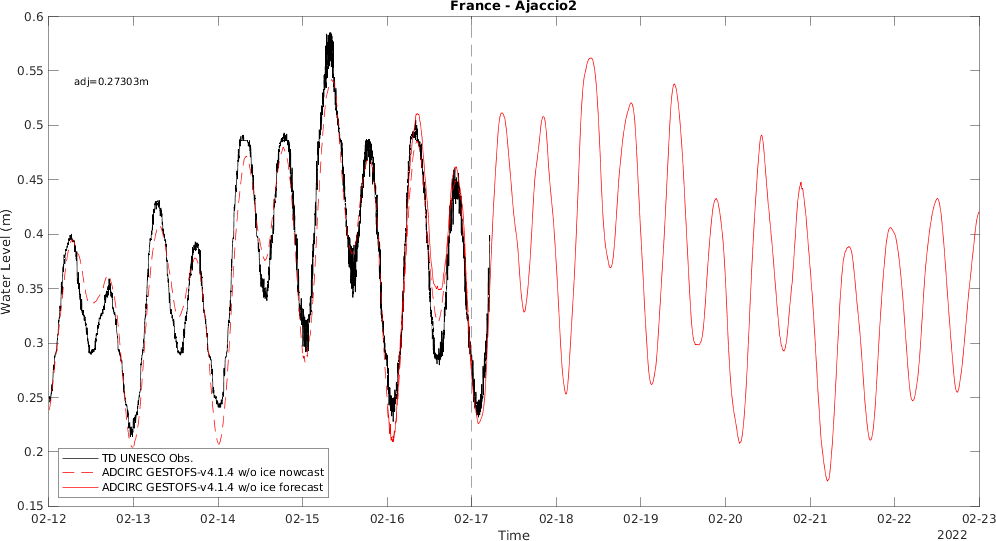 France - Ajaccio2
0.6
0.55
0.5
0.45
0.4
0.35
0.3
0.25
0.2
0.15
Water Level (m)
adj=0.27303m
TD UNESCO Obs.
ADCIRC GESTOFS-v4.1.4 w/o ice nowcast
ADCIRC GESTOFS-v4.1.4 w/o ice forecast
02-12 02-13 02-14 02-15 02-16 02-17 02-18 02-19 02-20 02-21 02-22 02-23
Time
2022